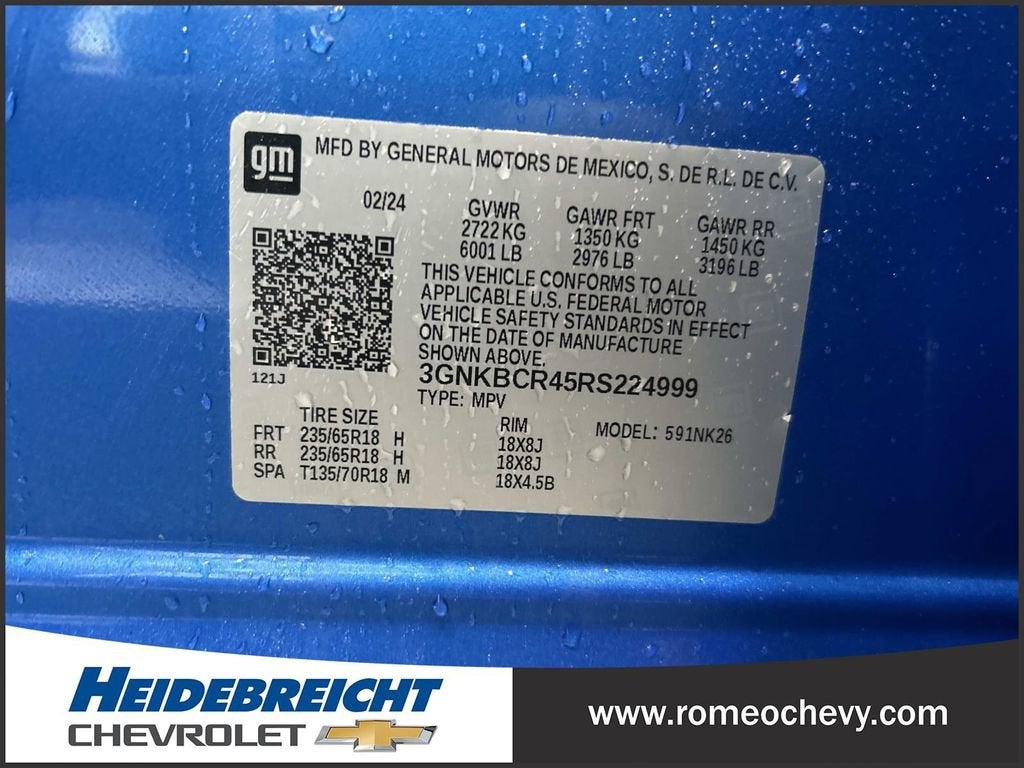 gm MFD BY GENERAL MOTORS DE MEXICO, S. DE R.L. DE C.V.
02/24
GVWR GAWR FRT GAWR RR
2722 KG 1350 KG 1450 KG
6001 LB 2976 LB 3196 LB
THIS VEHICLE CONFORMS TO ALL
APPLICABLE U.S. FEDERAL MOTOR
VEHICLE SAFETY STANDARDS IN EFFECT
ON THE DATE OF MANUFACTURE
SHOWN ABOVE.
121J
3GNKBCR45RS224999
TYPE: MPV
TIRE SIZE RIM MODEL: 591NK26
FRT 235/65R18 H 18X8J
RR 235/65R18 H 18X8J
SPA T135/70R18 M 18X4.5B
HEIDEBREICHT
CHEVROLET
www.romeochevy.com